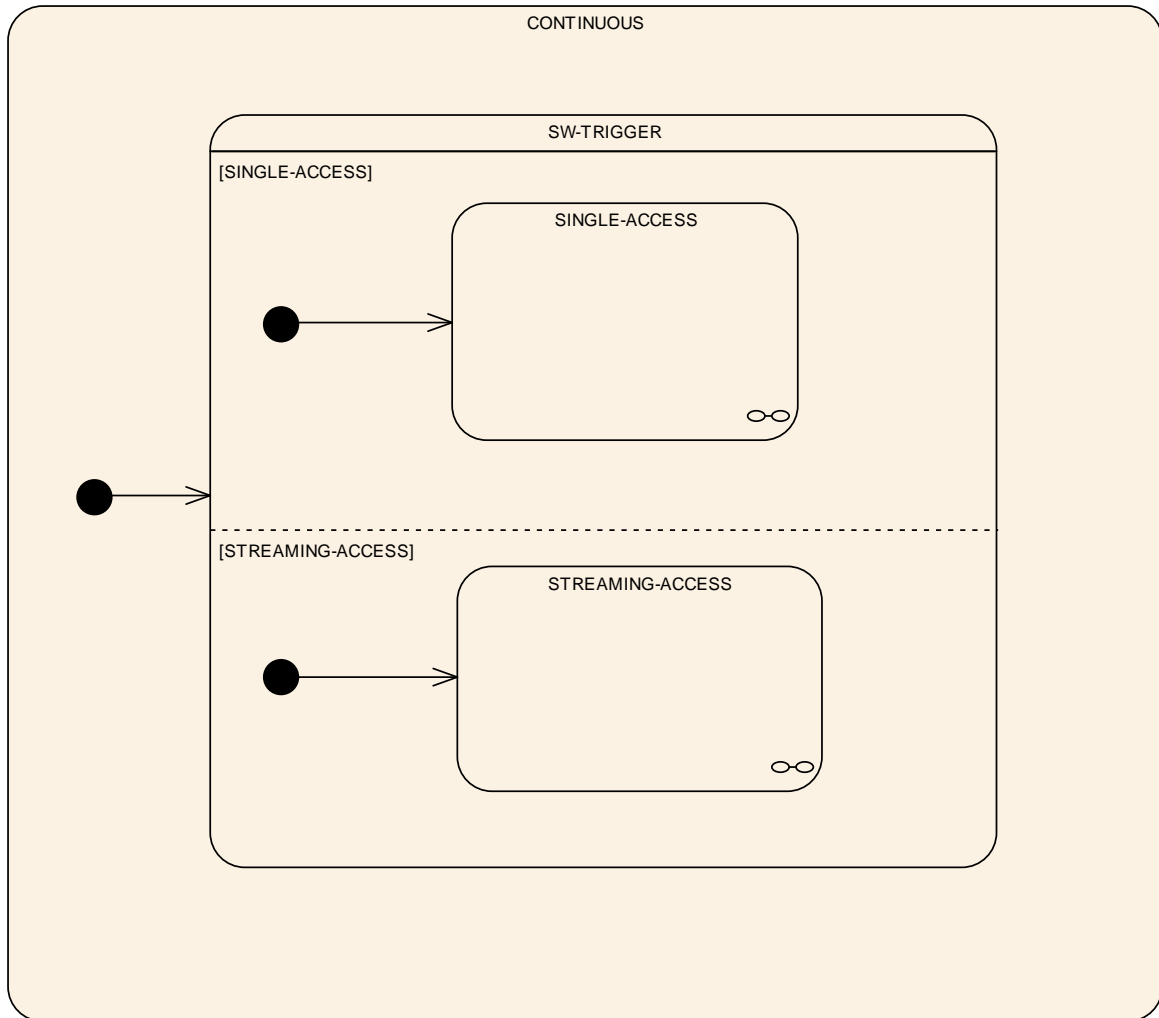 CONTINUOUS
SW-TRIGGER
[SINGLE-ACCESS]
SINGLE-ACCESS
[STREAMING-ACCESS]
STREAMING-ACCESS